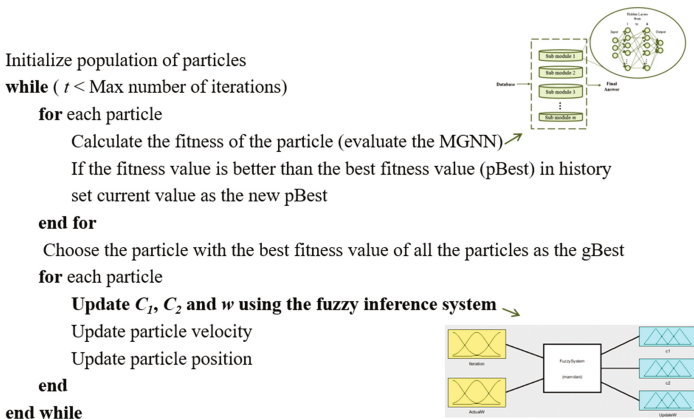 Initialize population of particles
while ( t < Max number of iterations)
for each particle
Calculate the fitness of the particle (evaluate the MGNN)
If the fitness value is better than the best fitness value (pBest) in history
set current value as the new pBest
end for
Choose the particle with the best fitness value of all the particles as the gBest
for each particle
Update C1, C2 and w using the fuzzy inference system
Update particle velocity
Update particle position
end
end while
Hidden Layers
Input
Output
Sub module 1
Sub module 2
Sub module 3
Sub module m
Database
Final
Answer
Iteration
ActualW
FuzzySystem
(mamdani)
c1
c2
UpdateW